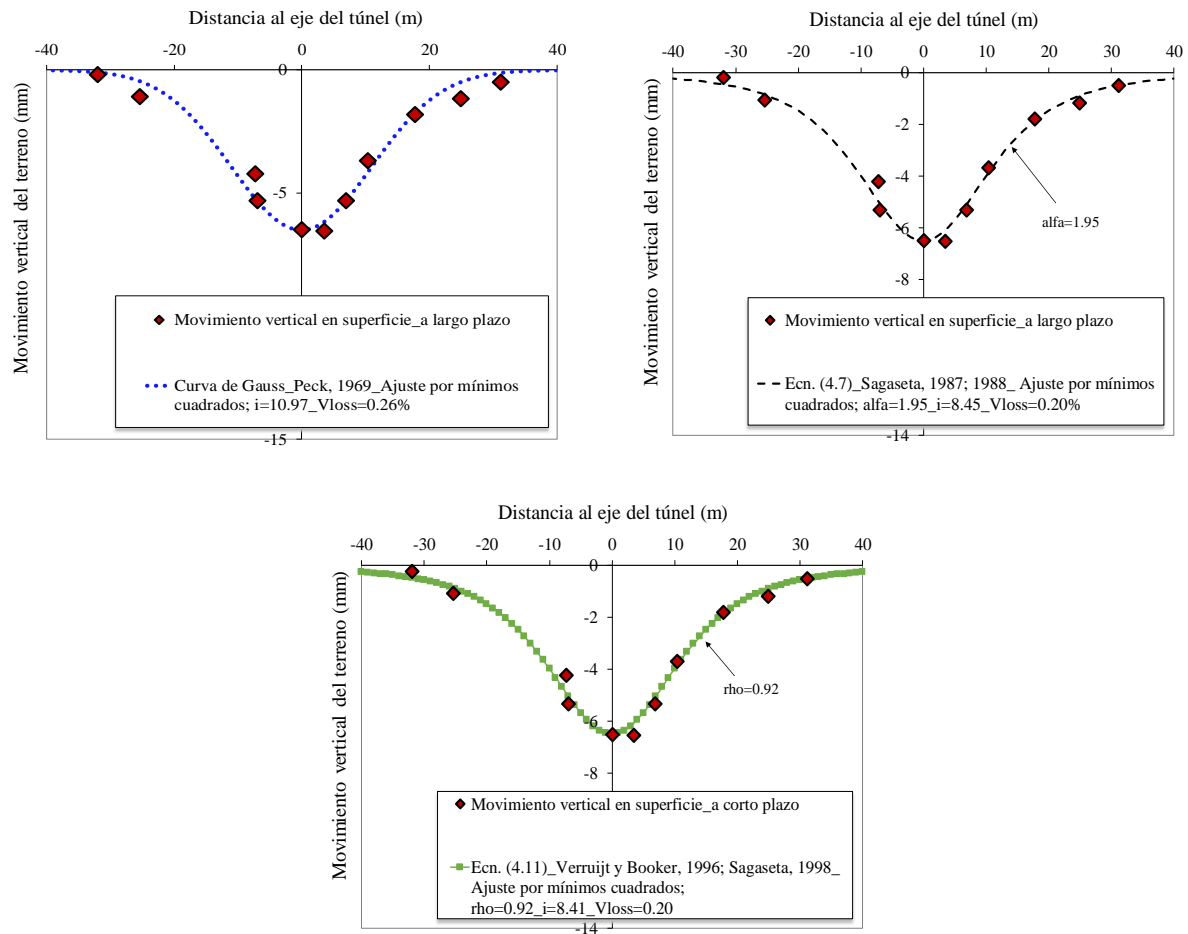 Distancia al eje del túnel (m)
-40 -20 0 20 40
0
-5
-15
Movimiento vertical del terreno (mm)
Movimiento vertical en superficie_a largo plazo
Curva de Gauss_Peck, 1969_Ajuste por mínimos
cuadrados; i=10.97_Vloss=0.26%
Distancia al eje del túnel (m)
-40 -30 -20 -10 0 10 20 30 40
0
-2
-4
-6
-8
-14
Movimiento vertical del terreno (mm)
alfa=1.95
Movimiento vertical en superficie_a largo plazo
Ecn. (4.7)_Sagaseta, 1987; 1988_ Ajuste por mínimos
cuadrados; alfa=1.95_i=8.45_Vloss=0.20%
Distancia al eje del túnel (m)
-40 -30 -20 -10 0 10 20 30 40
0
-2
-4
-6
-8
-14
Movimiento vertical del terreno (mm)
rho=0.92
Movimiento vertical en superficie_a corto plazo
Ecn. (4.11)_Verruijt y Booker, 1996; Sagaseta, 1998_
Ajuste por mínimos cuadrados;
rho=0.92_i=8.41_Vloss=0.20